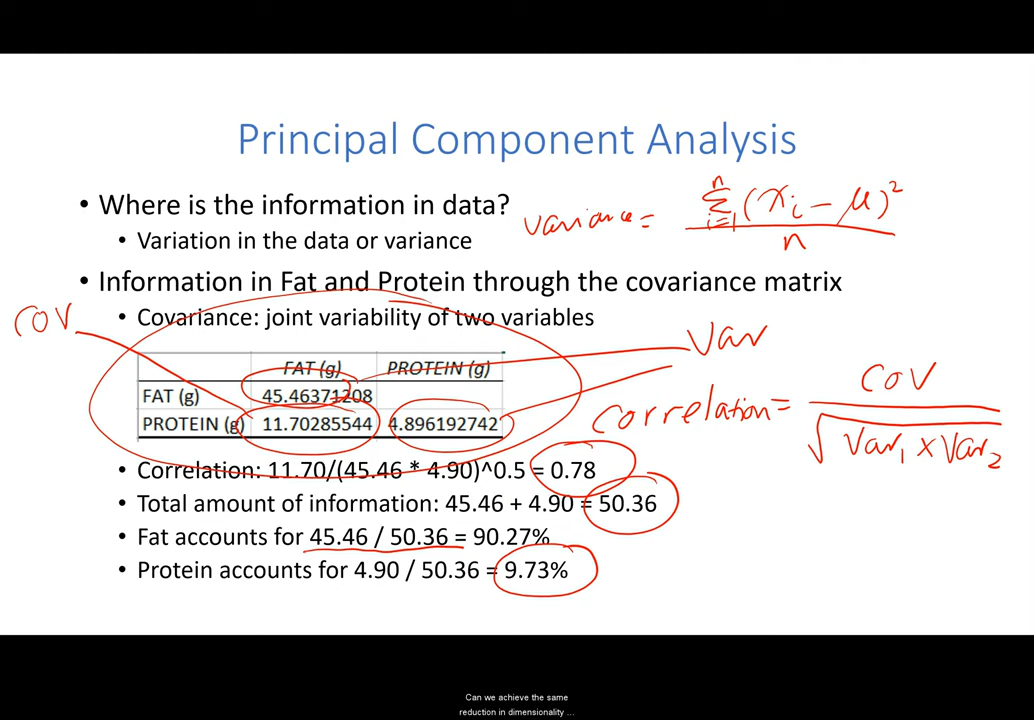 Principal Component Analysis
• Where is the information in data?
variance = n Σ i=1 (xi − μ)² / n
• Variation in the data or variance
• Information in Fat and Protein through the covariance matrix
COV
• Covariance: joint variability of two variables
Var
FAT (g) PROTEIN (g)
FAT (g) 45.46371208
PROTEIN (g) 11.70285544 4.896192742
Correlation = COV / √Var1 × Var2
• Correlation: 11.70/(45.46 * 4.90)^0.5 = 0.78
• Total amount of information: 45.46 + 4.90 = 50.36
• Fat accounts for 45.46 / 50.36 = 90.27%
• Protein accounts for 4.90 / 50.36 = 9.73%
Can we achieve the same
reduction in dimensionality ...